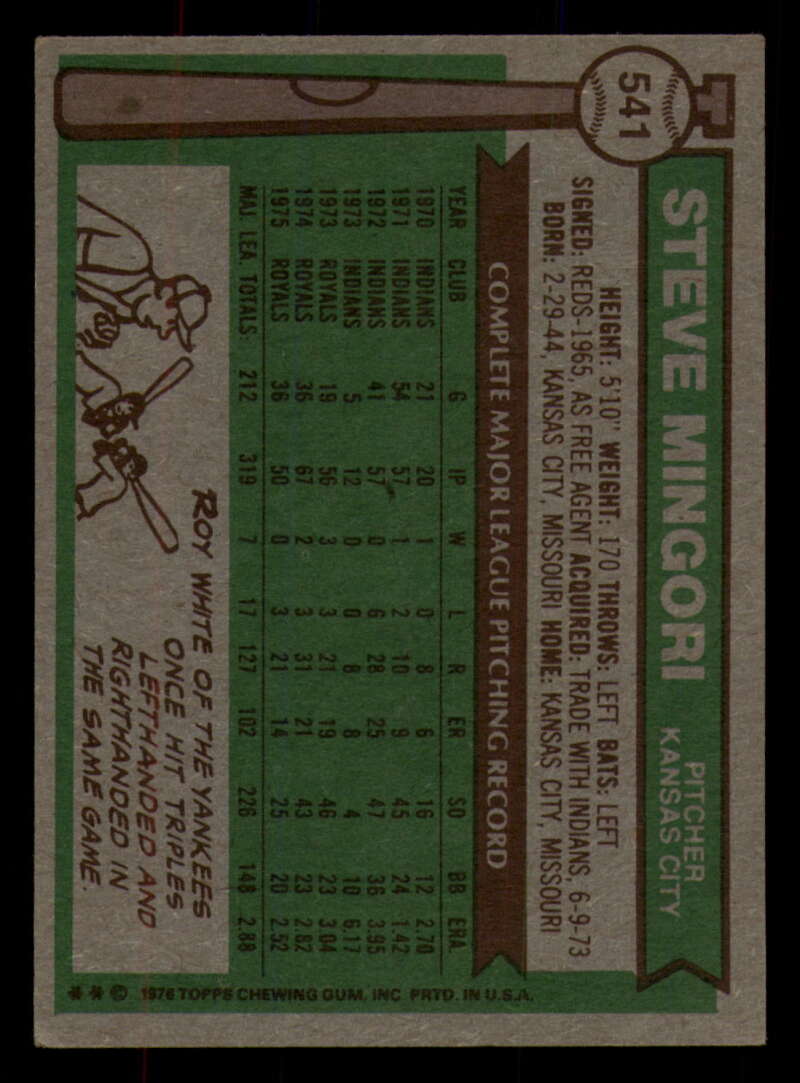 541
STEVE MINGORI
PITCHER
KANSAS CITY
HEIGHT: 5'10" WEIGHT: 170 THROWS: LEFT BATS: LEFT
SIGNED: REDS-1965, AS FREE AGENT ACQUIRED: TRADE WITH INDIANS, 6-9-73
BORN: 2-29-44, KANSAS CITY, MISSOURI HOME: KANSAS CITY, MISSOURI
COMPLETE MAJOR LEAGUE PITCHING RECORD
YEAR CLUB G IP W L R ER SO BB ERA
1970 INDIANS 21 20 1 0 8 6 16 12 2.70
1971 INDIANS 54 57 1 2 10 9 45 24 1.42
1972 INDIANS 41 57 0 6 28 25 47 36 3.95
1973 INDIANS 5 12 0 0 8 8 4 10 6.17
1973 ROYALS 19 56 3 3 21 19 46 23 3.04
1974 ROYALS 36 67 2 3 31 21 43 23 2.82
1975 ROYALS 36 50 0 3 21 14 25 20 2.52
MAJ. LEA. TOTALS: 212 319 7 17 127 102 226 148 2.88
ROY WHITE OF THE YANKEES
ONCE HIT TRIPLES
LEFTHANDED AND
RIGHTHANDED IN
THE SAME GAME.
* * © 1976 TOPPS CHEWING GUM, INC. PRTD. IN U.S.A.